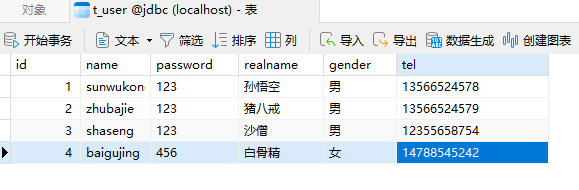 对象 t_user @jdbc (localhost) - 表
开始事务 文本 筛选 排序 列 导入 导出 数据生成 创建图表
id name password realname gender tel
1 sunwukon 123 孙悟空 男 13566524578
2 zhubajie 123 猪八戒 男 13566524579
3 shaseng 123 沙僧 男 12355658754
4 baigujing 456 白骨精 女 14788545242